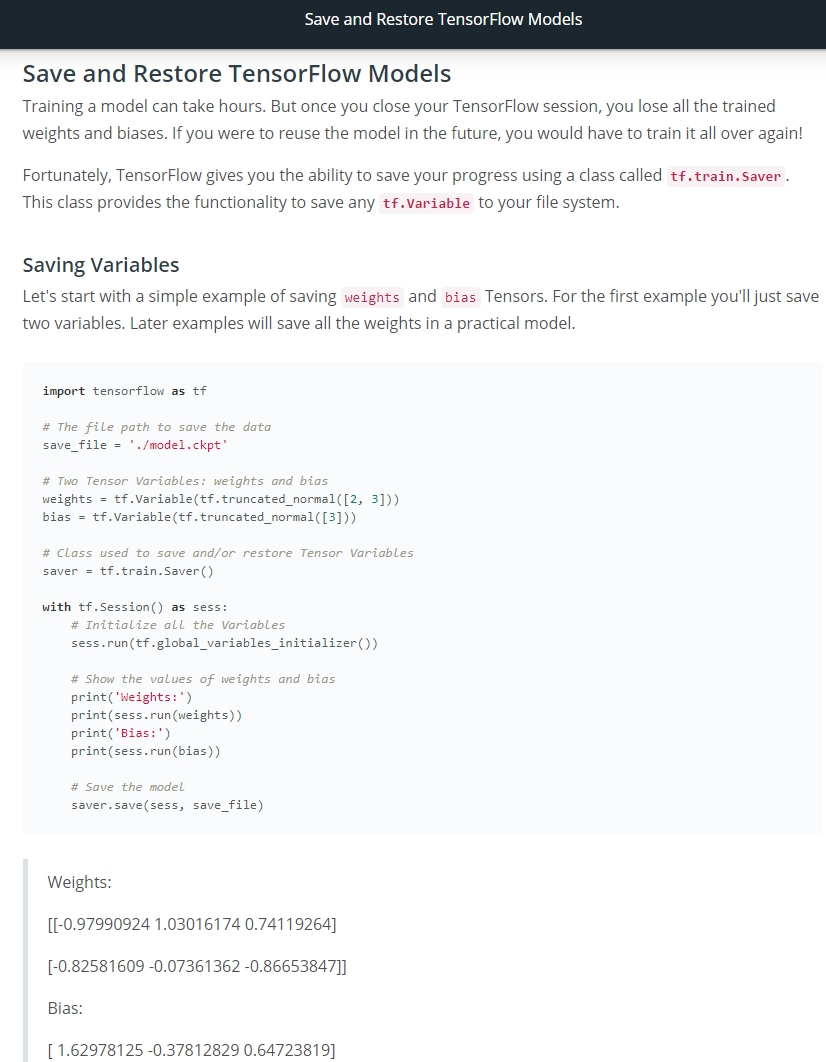 Save and Restore TensorFlow Models
Save and Restore TensorFlow Models
Training a model can take hours. But once you close your TensorFlow session, you lose all the trained
weights and biases. If you were to reuse the model in the future, you would have to train it all over again!
Fortunately, TensorFlow gives you the ability to save your progress using a class called tf.train.Saver.
This class provides the functionality to save any tf.Variable to your file system.
Saving Variables
Let's start with a simple example of saving weights and bias Tensors. For the first example you'll just save
two variables. Later examples will save all the weights in a practical model.
import tensorflow as tf
# The file path to save the data
save_file = './model.ckpt'
# Two Tensor Variables: weights and bias
weights = tf.Variable(tf.truncated_normal([2, 3]))
bias = tf.Variable(tf.truncated_normal([3]))
# Class used to save and/or restore Tensor Variables
saver = tf.train.Saver()
with tf.Session() as sess:
    # Initialize all the Variables
    sess.run(tf.global_variables_initializer())
    # Show the values of weights and bias
    print('Weights:')
    print(sess.run(weights))
    print('Bias:')
    print(sess.run(bias))
    # Save the model
    saver.save(sess, save_file)
Weights:
[[-0.97990924 1.03016174 0.74119264]
[-0.82581609 -0.07361362 -0.86653847]]
Bias:
[ 1.62978125 -0.37812829 0.64723819]